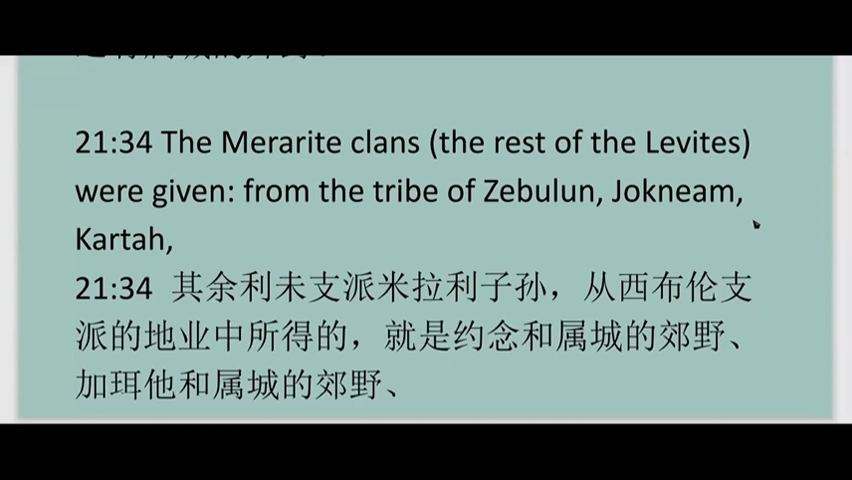 21:34 The Merarite clans (the rest of the Levites)
were given: from the tribe of Zebulun, Jokneam,
Kartah,
21:34 其余利未支派米拉利子孙，从西布伦支
派的地业中所得的，就是约念和属城的郊野、
加珥他和属城的郊野、